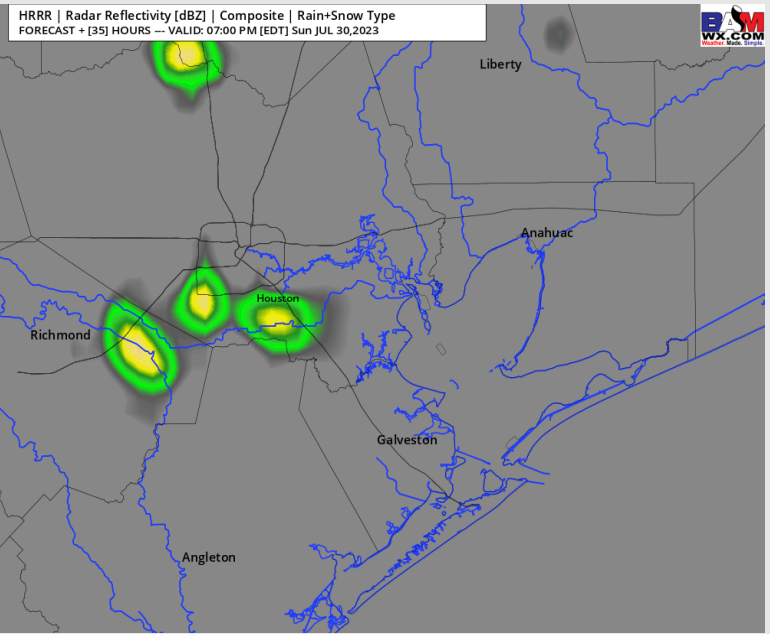 HRRR | Radar Reflectivity [dBZ] | Composite | Rain+Snow Type
FORECAST + [35] HOURS --- VALID: 07:00 PM [EDT] Sun JUL 30,2023
BAM
WX.COM
Weather. Made. Simple.
Liberty
Anahuac
Houston
Richmond
Galveston
Angleton